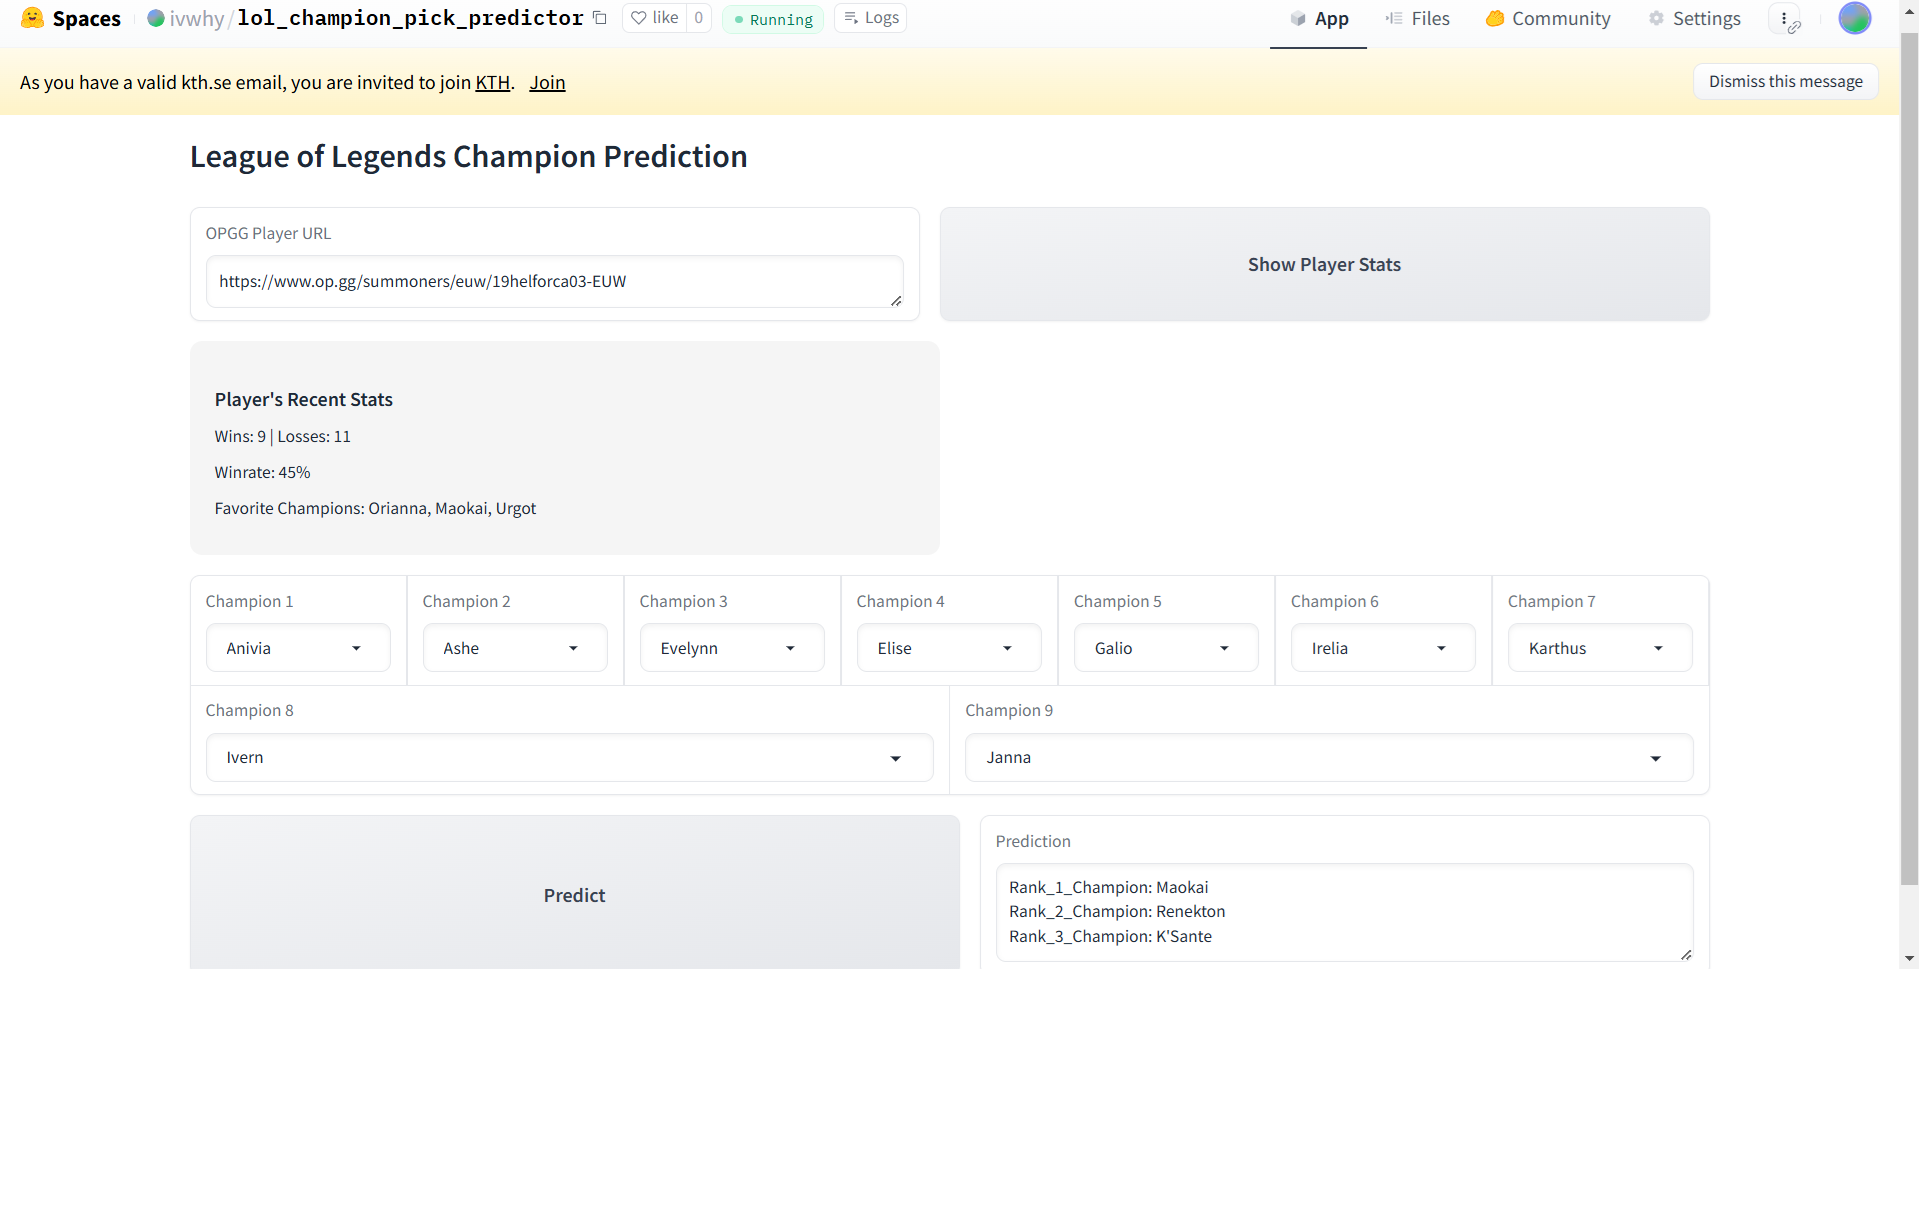 Spaces ivwhy/lol_champion_pick_predictor like 0 Running Logs App Files Community Settings
As you have a valid kth.se email, you are invited to join KTH. Join Dismiss this message
League of Legends Champion Prediction
OPGG Player URL
https://www.op.gg/summoners/euw/19helforca03-EUW
Show Player Stats
Player's Recent Stats
Wins: 9 | Losses: 11
Winrate: 45%
Favorite Champions: Orianna, Maokai, Urgot
Champion 1 Champion 2 Champion 3 Champion 4 Champion 5 Champion 6 Champion 7
Anivia Ashe Evelynn Elise Galio Irelia Karthus
Champion 8 Champion 9
Ivern Janna
Predict
Prediction
Rank_1_Champion: Maokai
Rank_2_Champion: Renekton
Rank_3_Champion: K'Sante